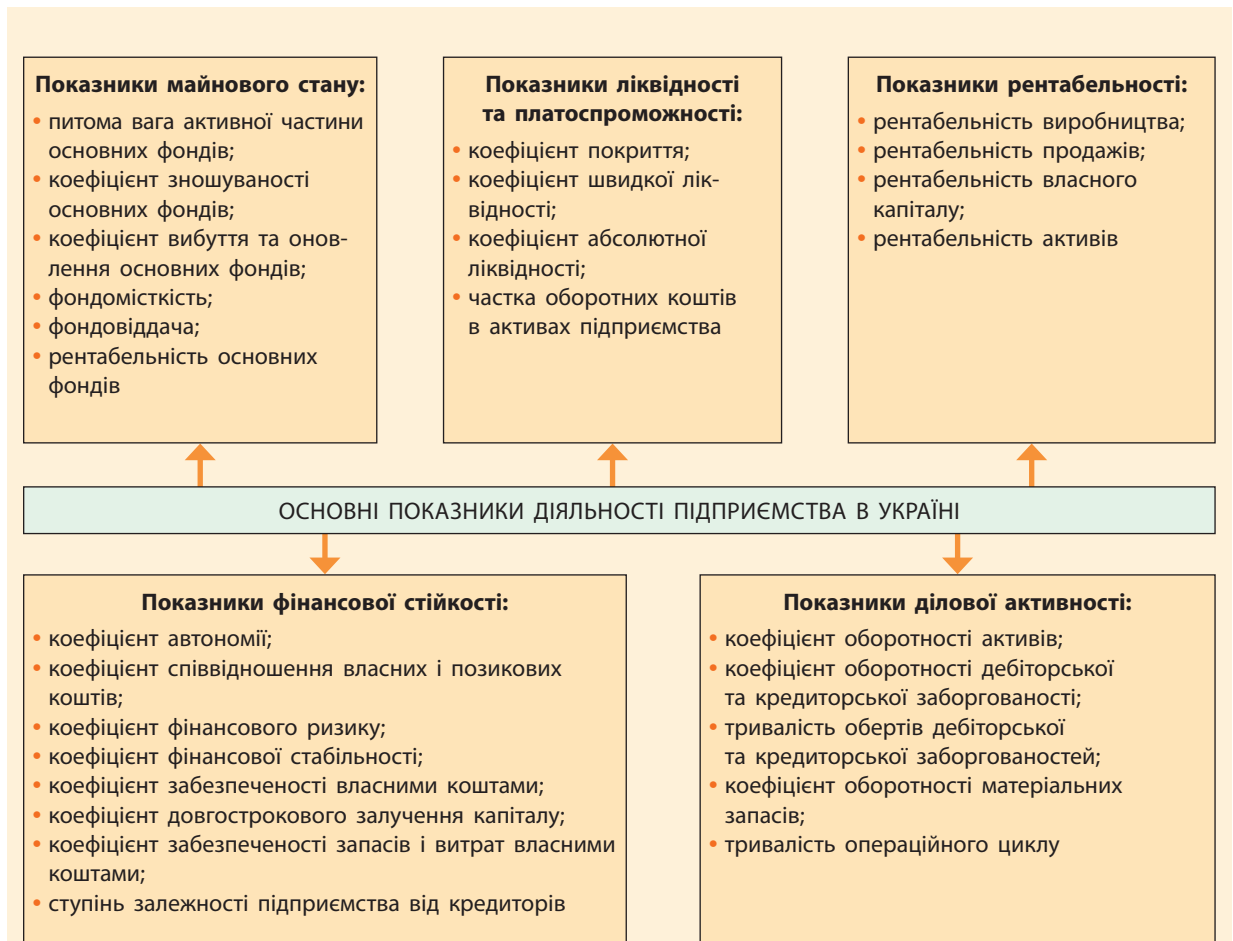 Показники майнового стану:
• питома вага активної частини
основних фондів;
• коефіцієнт зношуваності
основних фондів;
• коефіцієнт вибуття та онов-
лення основних фондів;
• фондомісткість;
• фондовіддача;
• рентабельність основних
фондів
Показники ліквідності
та платоспроможності:
• коефіцієнт покриття;
• коефіцієнт швидкої лік-
відності;
• коефіцієнт абсолютної
ліквідності;
• частка оборотних коштів
в активах підприємства
Показники рентабельності:
• рентабельність виробництва;
• рентабельність продажів;
• рентабельність власного
капіталу;
• рентабельність активів
ОСНОВНІ ПОКАЗНИКИ ДІЯЛЬНОСТІ ПІДПРИЄМСТВА В УКРАЇНІ
Показники фінансової стійкості:
• коефіцієнт автономії;
• коефіцієнт співвідношення власних і позикових
коштів;
• коефіцієнт фінансового ризику;
• коефіцієнт фінансової стабільності;
• коефіцієнт забезпеченості власними коштами;
• коефіцієнт довгострокового залучення капіталу;
• коефіцієнт забезпеченості запасів і витрат власними
коштами;
• ступінь залежності підприємства від кредиторів
Показники ділової активності:
• коефіцієнт оборотності активів;
• коефіцієнт оборотності дебіторської
та кредиторської заборгованості;
• тривалість обертів дебіторської
та кредиторської заборгованостей;
• коефіцієнт оборотності матеріальних
запасів;
• тривалість операційного циклу